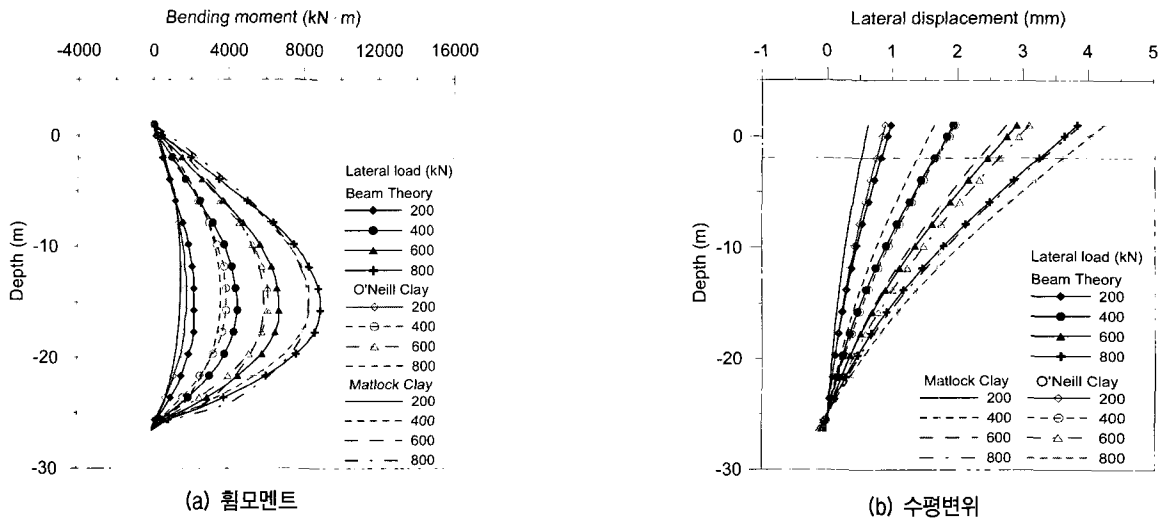 Bending moment (kN · m)
-4000 0 4000 8000 12000 16000
0
-10
-20
-30
Depth (m)
Lateral load (kN)
Beam Theory
200
400
600
800
O'Neill Clay
200
400
600
800
Matlock Clay
200
400
600
800
(a) 휨모멘트
Lateral displacement (mm)
-1 0 1 2 3 4 5
0
-10
-20
-30
Depth (m)
Lateral load (kN)
Beam Theory
200
400
600
800
Matlock Clay O'Neill Clay
200 200
400 400
600 600
800 800
(b) 수평변위